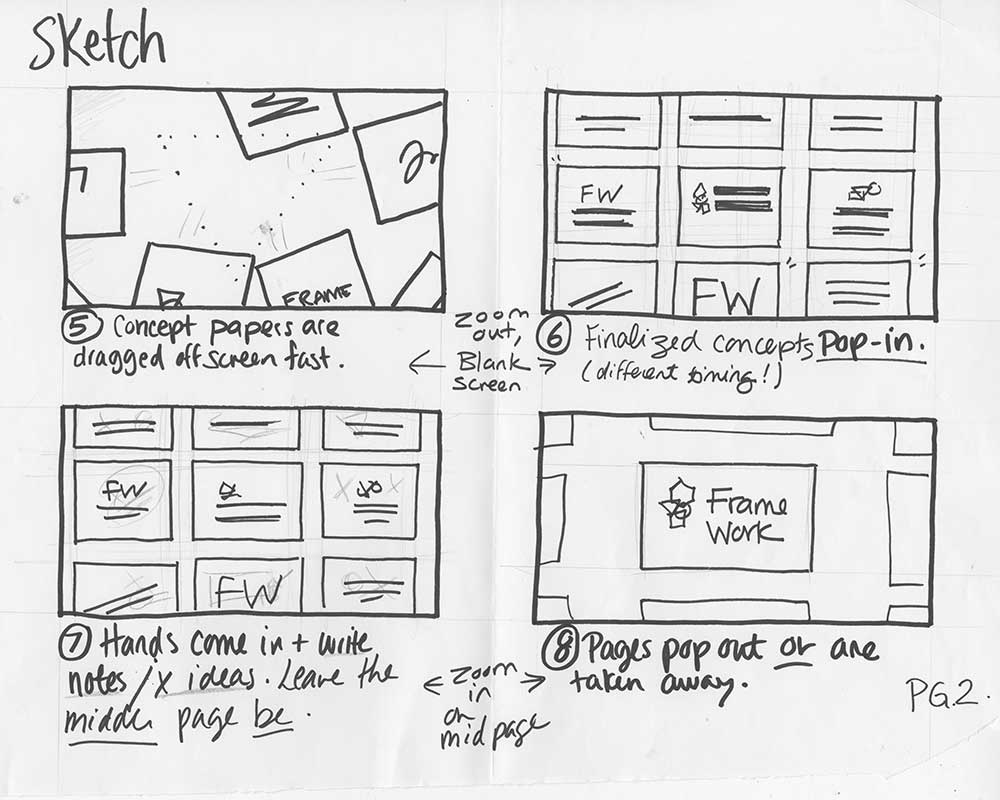 Sketch
FRAME
⑤ Concept papers are
dragged off screen fast.
zoom
out,
Blank
screen
FW
FW
⑥ Finalized concepts pop-in.
(different timing!)
FW
FW
⑦ Hands come in + write
notes/x ideas. Leave the
middle page be.
zoom
in
on
mid page
Frame
Work
⑧ Pages pop out or are
taken away.
PG.2